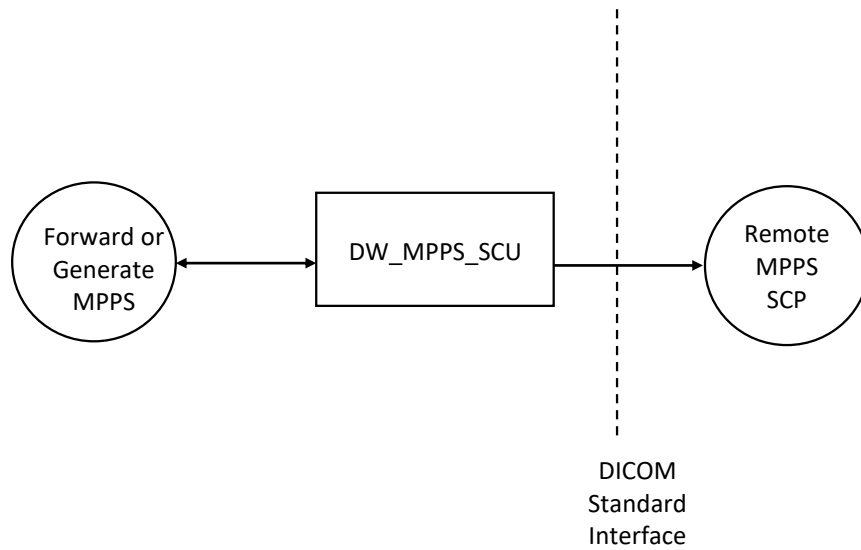 Forward or
Generate
MPPS
DW_MPPS_SCU
Remote
MPPS
SCP
DICOM
Standard
Interface